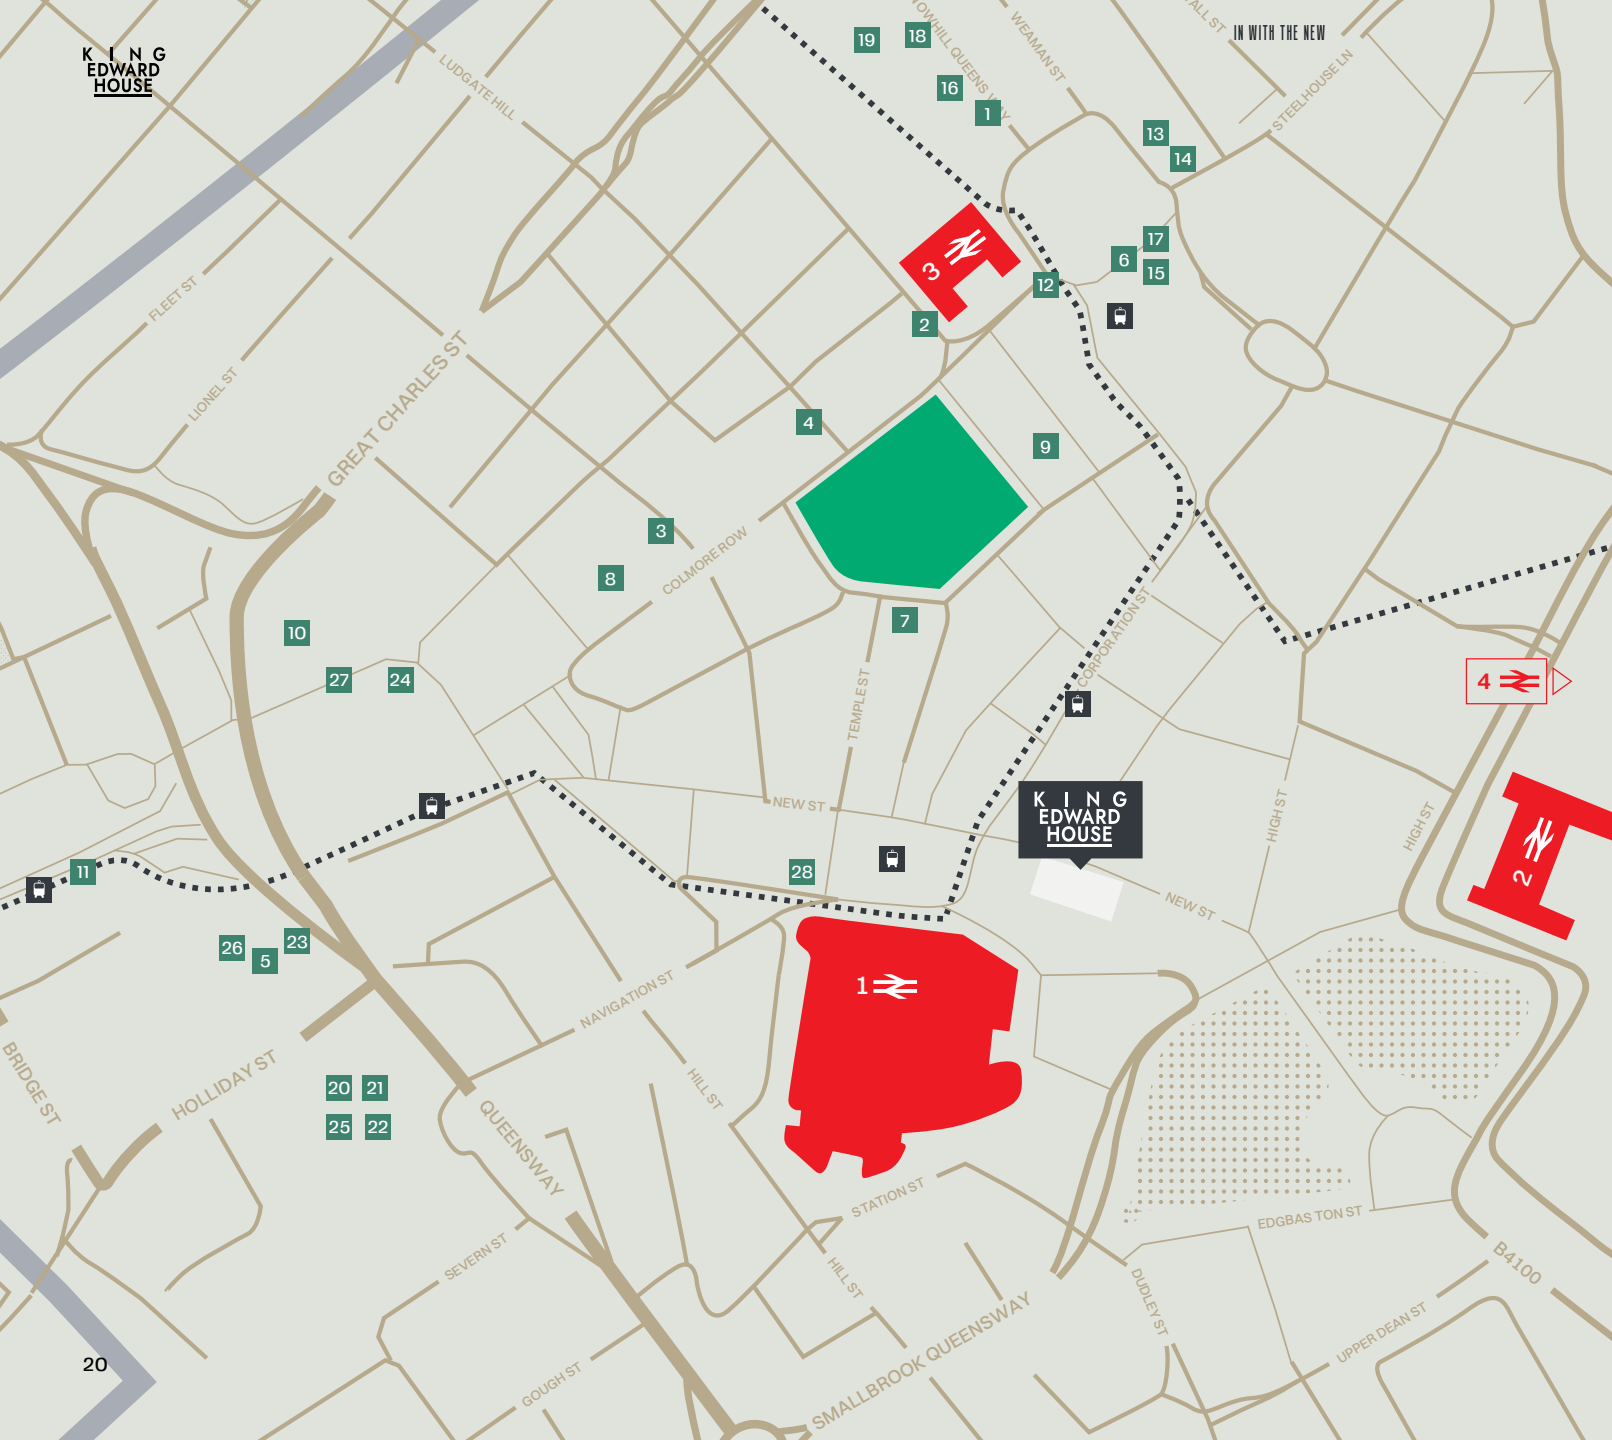 KING
EDWARD
HOUSE
IN WITH THE NEW
19
18
16
1
SNOWHILL QUEENSWAY
WEAMAN ST
STEELHOUSE LN
LUDGATE HILL
13
14
17
6
15
12
3
2
FLEET ST
LIONEL ST
GREAT CHARLES ST
4
9
3
8
COLMORE ROW
7
10
27
24
TEMPLE ST
CORPORATION ST
4
KING
EDWARD
HOUSE
NEW ST
HIGH ST
HIGH ST
2
11
28
NEW ST
26
5
23
1
NAVIGATION ST
BRIDGE ST
HOLLIDAY ST
20
21
25
22
HILL ST
QUEENSWAY
STATION ST
EDGBASTON ST
SEVERN ST
HILL ST
DUDLEY ST
B4100
SMALLBROOK QUEENSWAY
UPPER DEAN ST
GOUGH ST
20